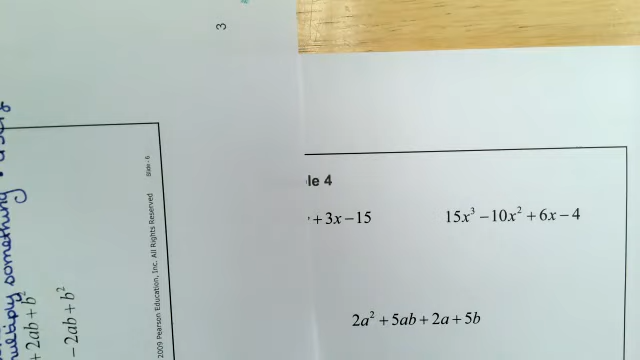 3
Slide - 6
2009 Pearson Education, Inc. All Rights Reserved
multiply something
+ 2ab + b²
− 2ab + b²
le 4
+ 3x − 15
15x³ − 10x² + 6x − 4
2a² + 5ab + 2a + 5b